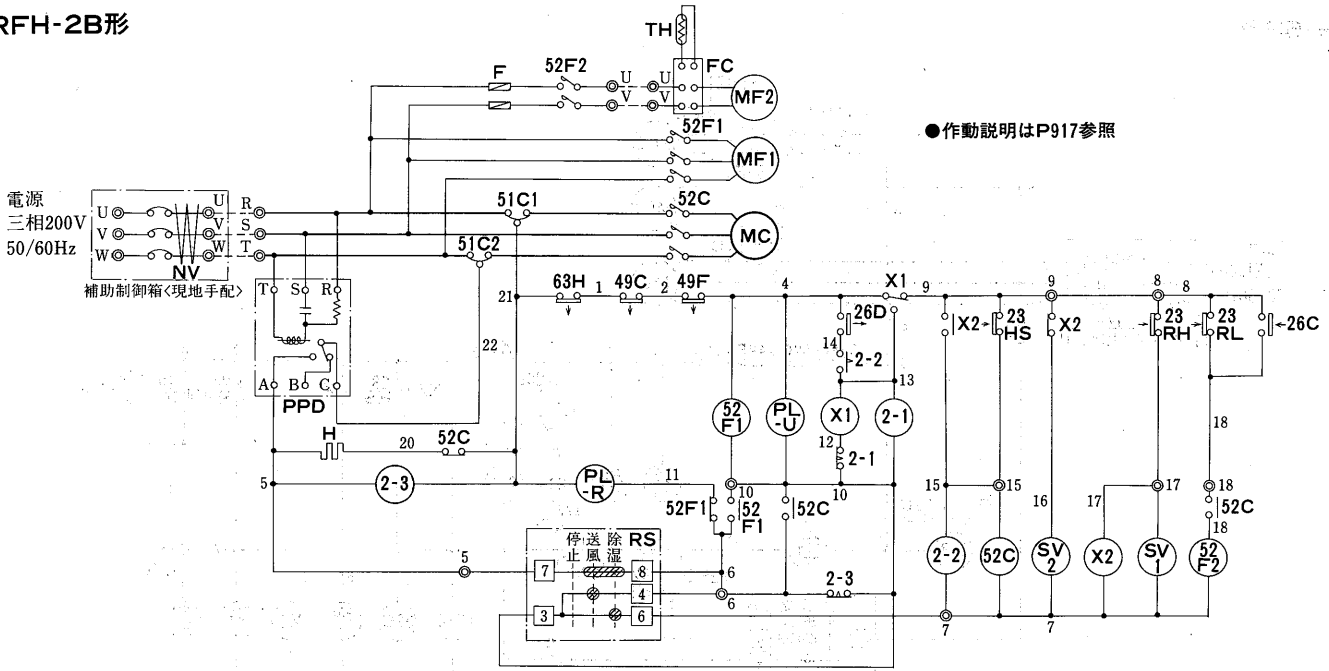 RFH-2B形
TH
F
52F2
U
U
FC
V
V
MF2
52F1
MF1
●作動説明はP917参照
電源
三相200V
50/60Hz
U
U
R
V
V
S
W
W
T
NV
補助制御箱<現地手配>
51C1
52C
51C2
MC
T
S
R
A
B
C
PPD
21
63H
1
49C
2
49F
4
X1
9
9
8
8
22
26D
14
2-2
13
X2
23
HS
X2
23
RH
23
RL
26C
52
F1
PL
-U
X1
2-1
12
2-1
18
H
20
52C
5
2-3
PL
-R
11
10
10
15
15
16
17
17
18
52F1
52
F1
52C
52C
18
停止
送風
除湿
RS
5
7
8
6
4
3
6
6
2-3
2-2
52C
SV
2
X2
SV
1
52
F2
7
7